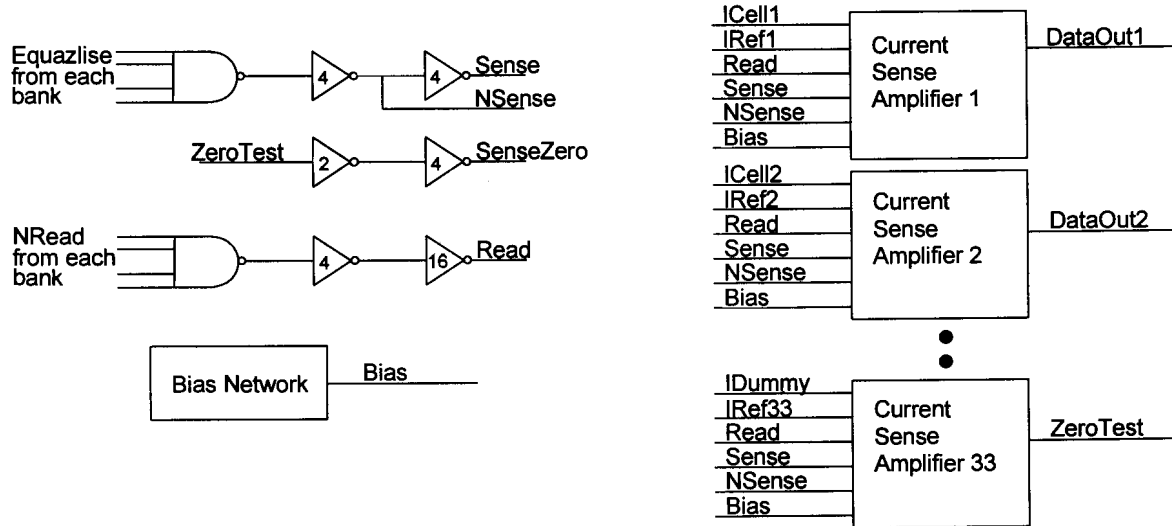 Equazlise
from each
bank
4
4
Sense
NSense
ZeroTest
2
4
SenseZero
NRead
from each
bank
4
16
Read
Bias Network
Bias
ICell1
IRef1
Read
Sense
NSense
Bias
Current
Sense
Amplifier 1
DataOut1
ICell2
IRef2
Read
Sense
NSense
Bias
Current
Sense
Amplifier 2
DataOut2
IDummy
IRef33
Read
Sense
NSense
Bias
Current
Sense
Amplifier 33
ZeroTest